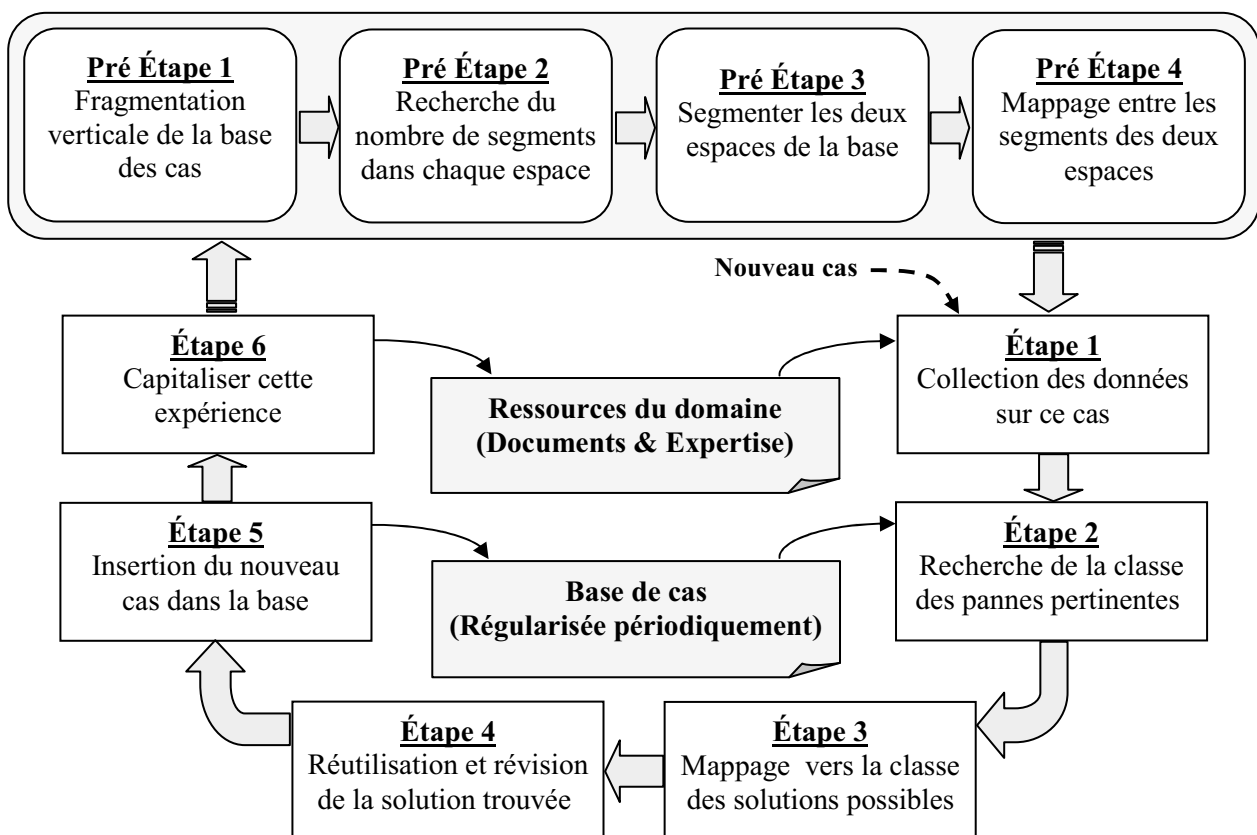 Pré Étape 1
Fragmentation
verticale de la base
des cas
Pré Étape 2
Recherche du
nombre de segments
dans chaque espace
Pré Étape 3
Segmenter les deux
espaces de la base
Pré Étape 4
Mappage entre les
segments des deux
espaces
Nouveau cas
Étape 6
Capitaliser cette
expérience
Ressources du domaine
(Documents & Expertise)
Étape 1
Collection des données
sur ce cas
Étape 5
Insertion du nouveau
cas dans la base
Base de cas
(Régularisée périodiquement)
Étape 2
Recherche de la classe
des pannes pertinentes
Étape 4
Réutilisation et révision
de la solution trouvée
Étape 3
Mappage vers la classe
des solutions possibles